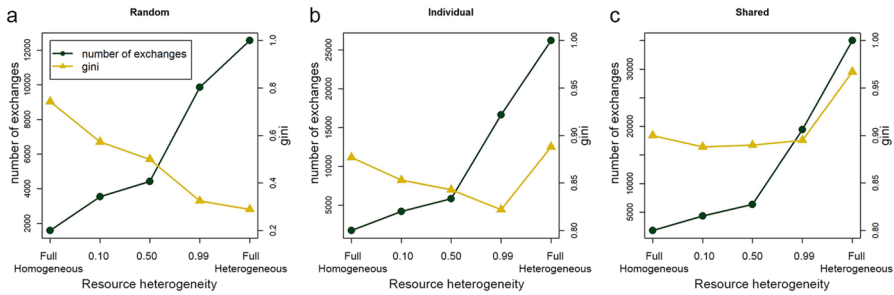 a
Random
number of exchanges
12000
10000
8000
6000
4000
2000
number of exchanges
gini
1.0
0.8
0.6
0.4
0.2
gini
Full
Homogeneous
0.10
0.50
0.99
Full
Heterogeneous
Resource heterogeneity
b
Individual
number of exchanges
25000
20000
15000
10000
5000
1.00
0.95
0.90
0.85
0.80
gini
Full
Homogeneous
0.10
0.50
0.99
Full
Heterogeneous
Resource heterogeneity
c
Shared
number of exchanges
30000
20000
10000
5000
1.00
0.95
0.90
0.85
0.80
gini
Full
Homogeneous
0.10
0.50
0.99
Full
Heterogeneous
Resource heterogeneity